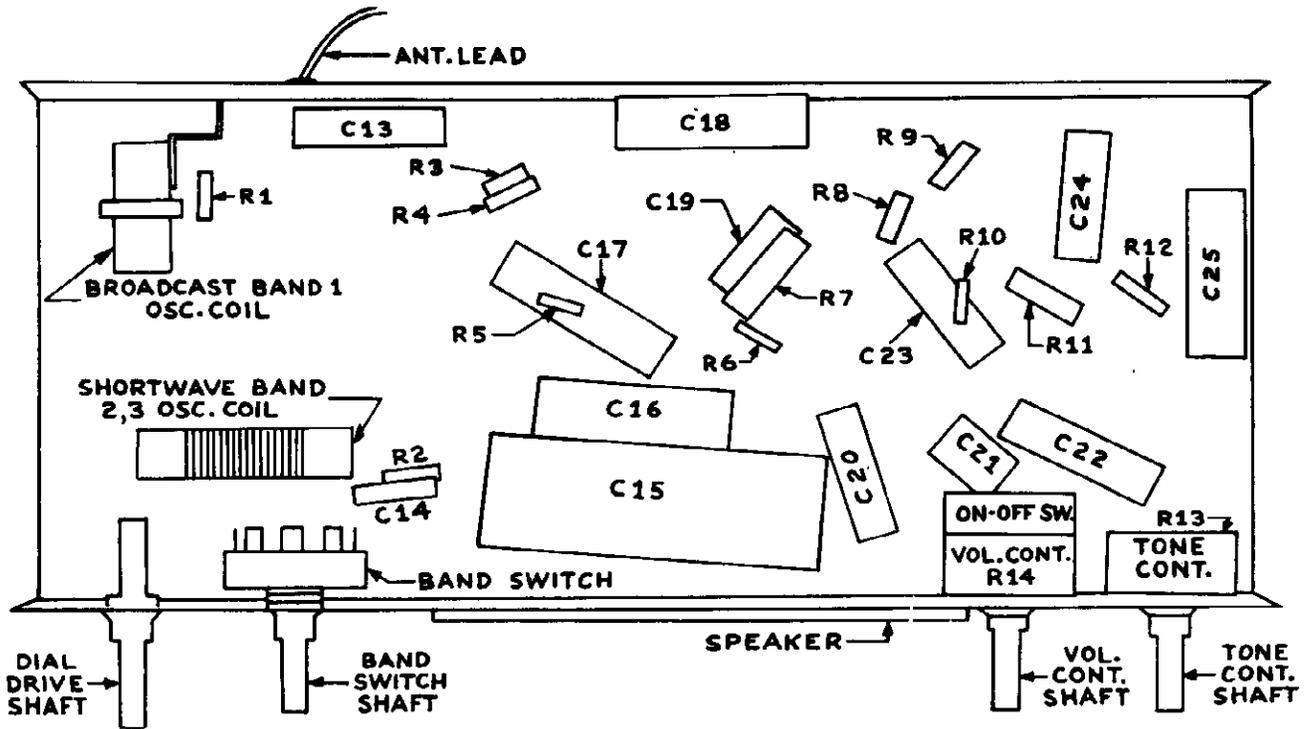 ANT. LEAD
C13
C18
R9
R3
R4
R1
R8
C19
C24
C17
R10
R12
C25
BROADCAST BAND 1
OSC. COIL
R7
R5
R6
C23
R11
SHORTWAVE BAND
2,3 OSC. COIL
C16
C21
C22
R2
C14
C15
C20
ON-OFF SW.
R13
VOL. CONT.
R14
TONE
CONT.
BAND SWITCH
SPEAKER
DIAL
DRIVE
SHAFT
BAND
SWITCH
SHAFT
VOL.
CONT.
SHAFT
TONE
CONT.
SHAFT